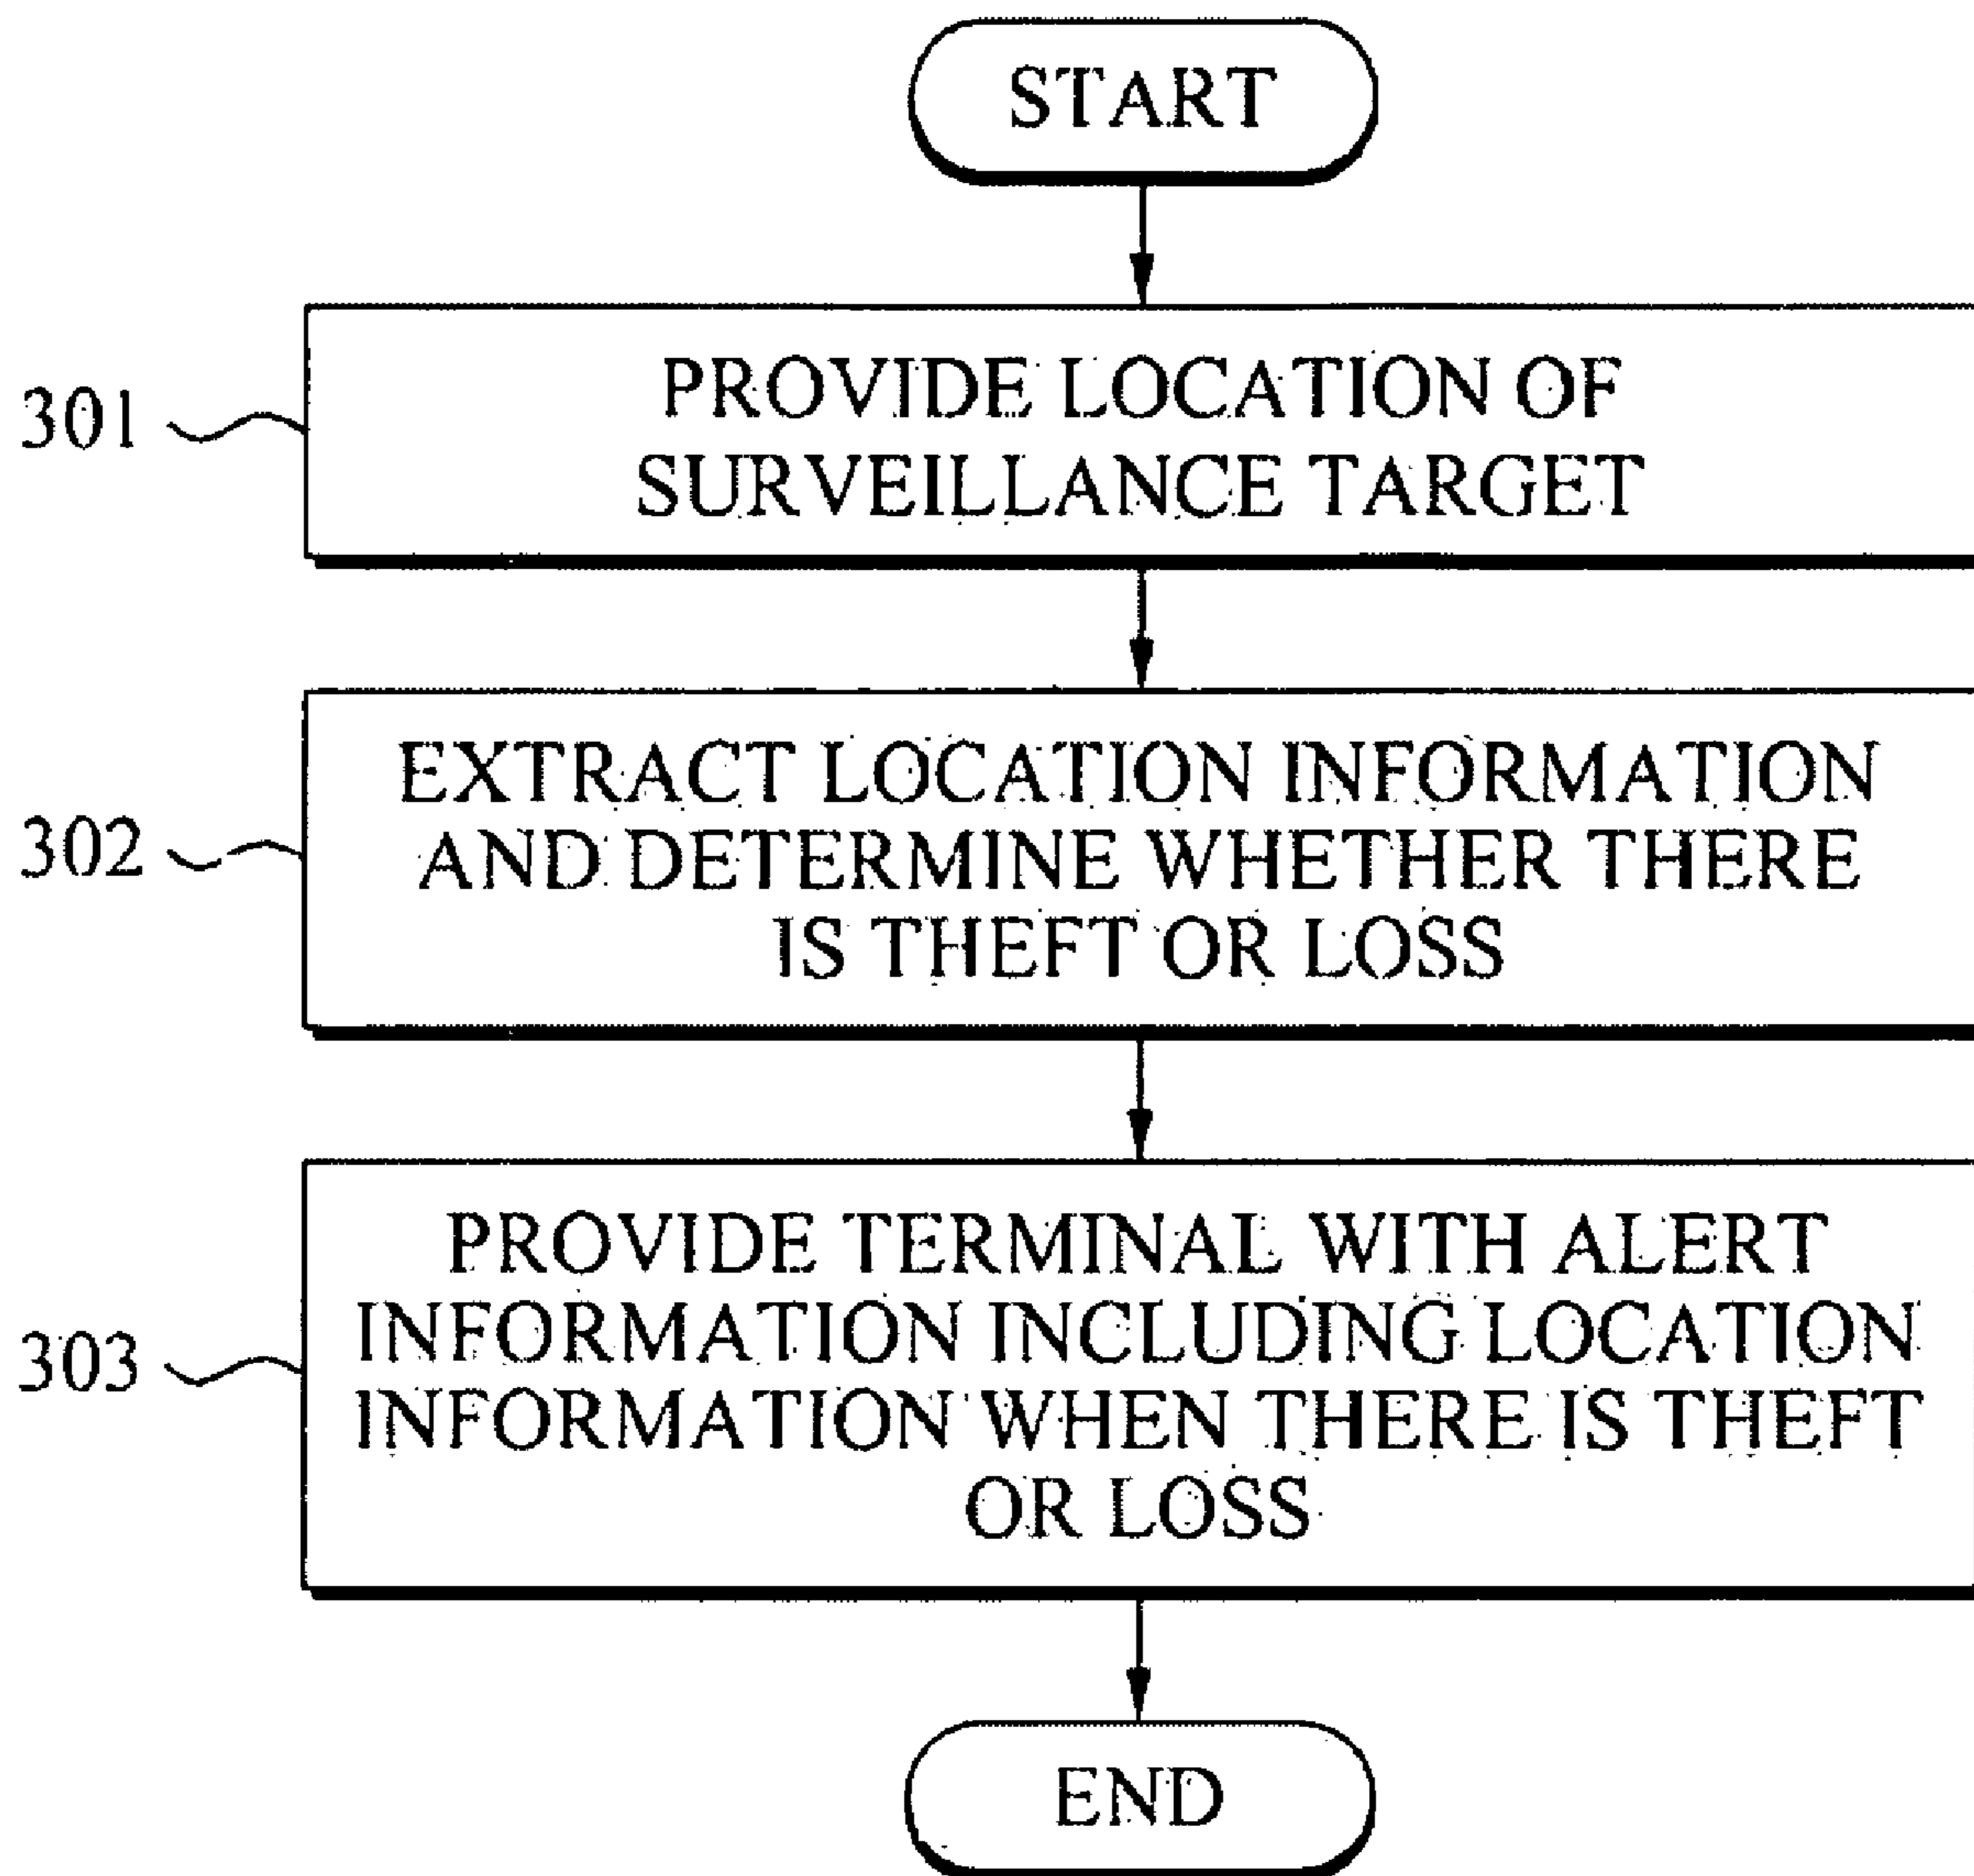 START
301
PROVIDE LOCATION OF
SURVEILLANCE TARGET
302
EXTRACT LOCATION INFORMATION
AND DETERMINE WHETHER THERE
IS THEFT OR LOSS
303
PROVIDE TERMINAL WITH ALERT
INFORMATION INCLUDING LOCATION
INFORMATION WHEN THERE IS THEFT
OR LOSS
END